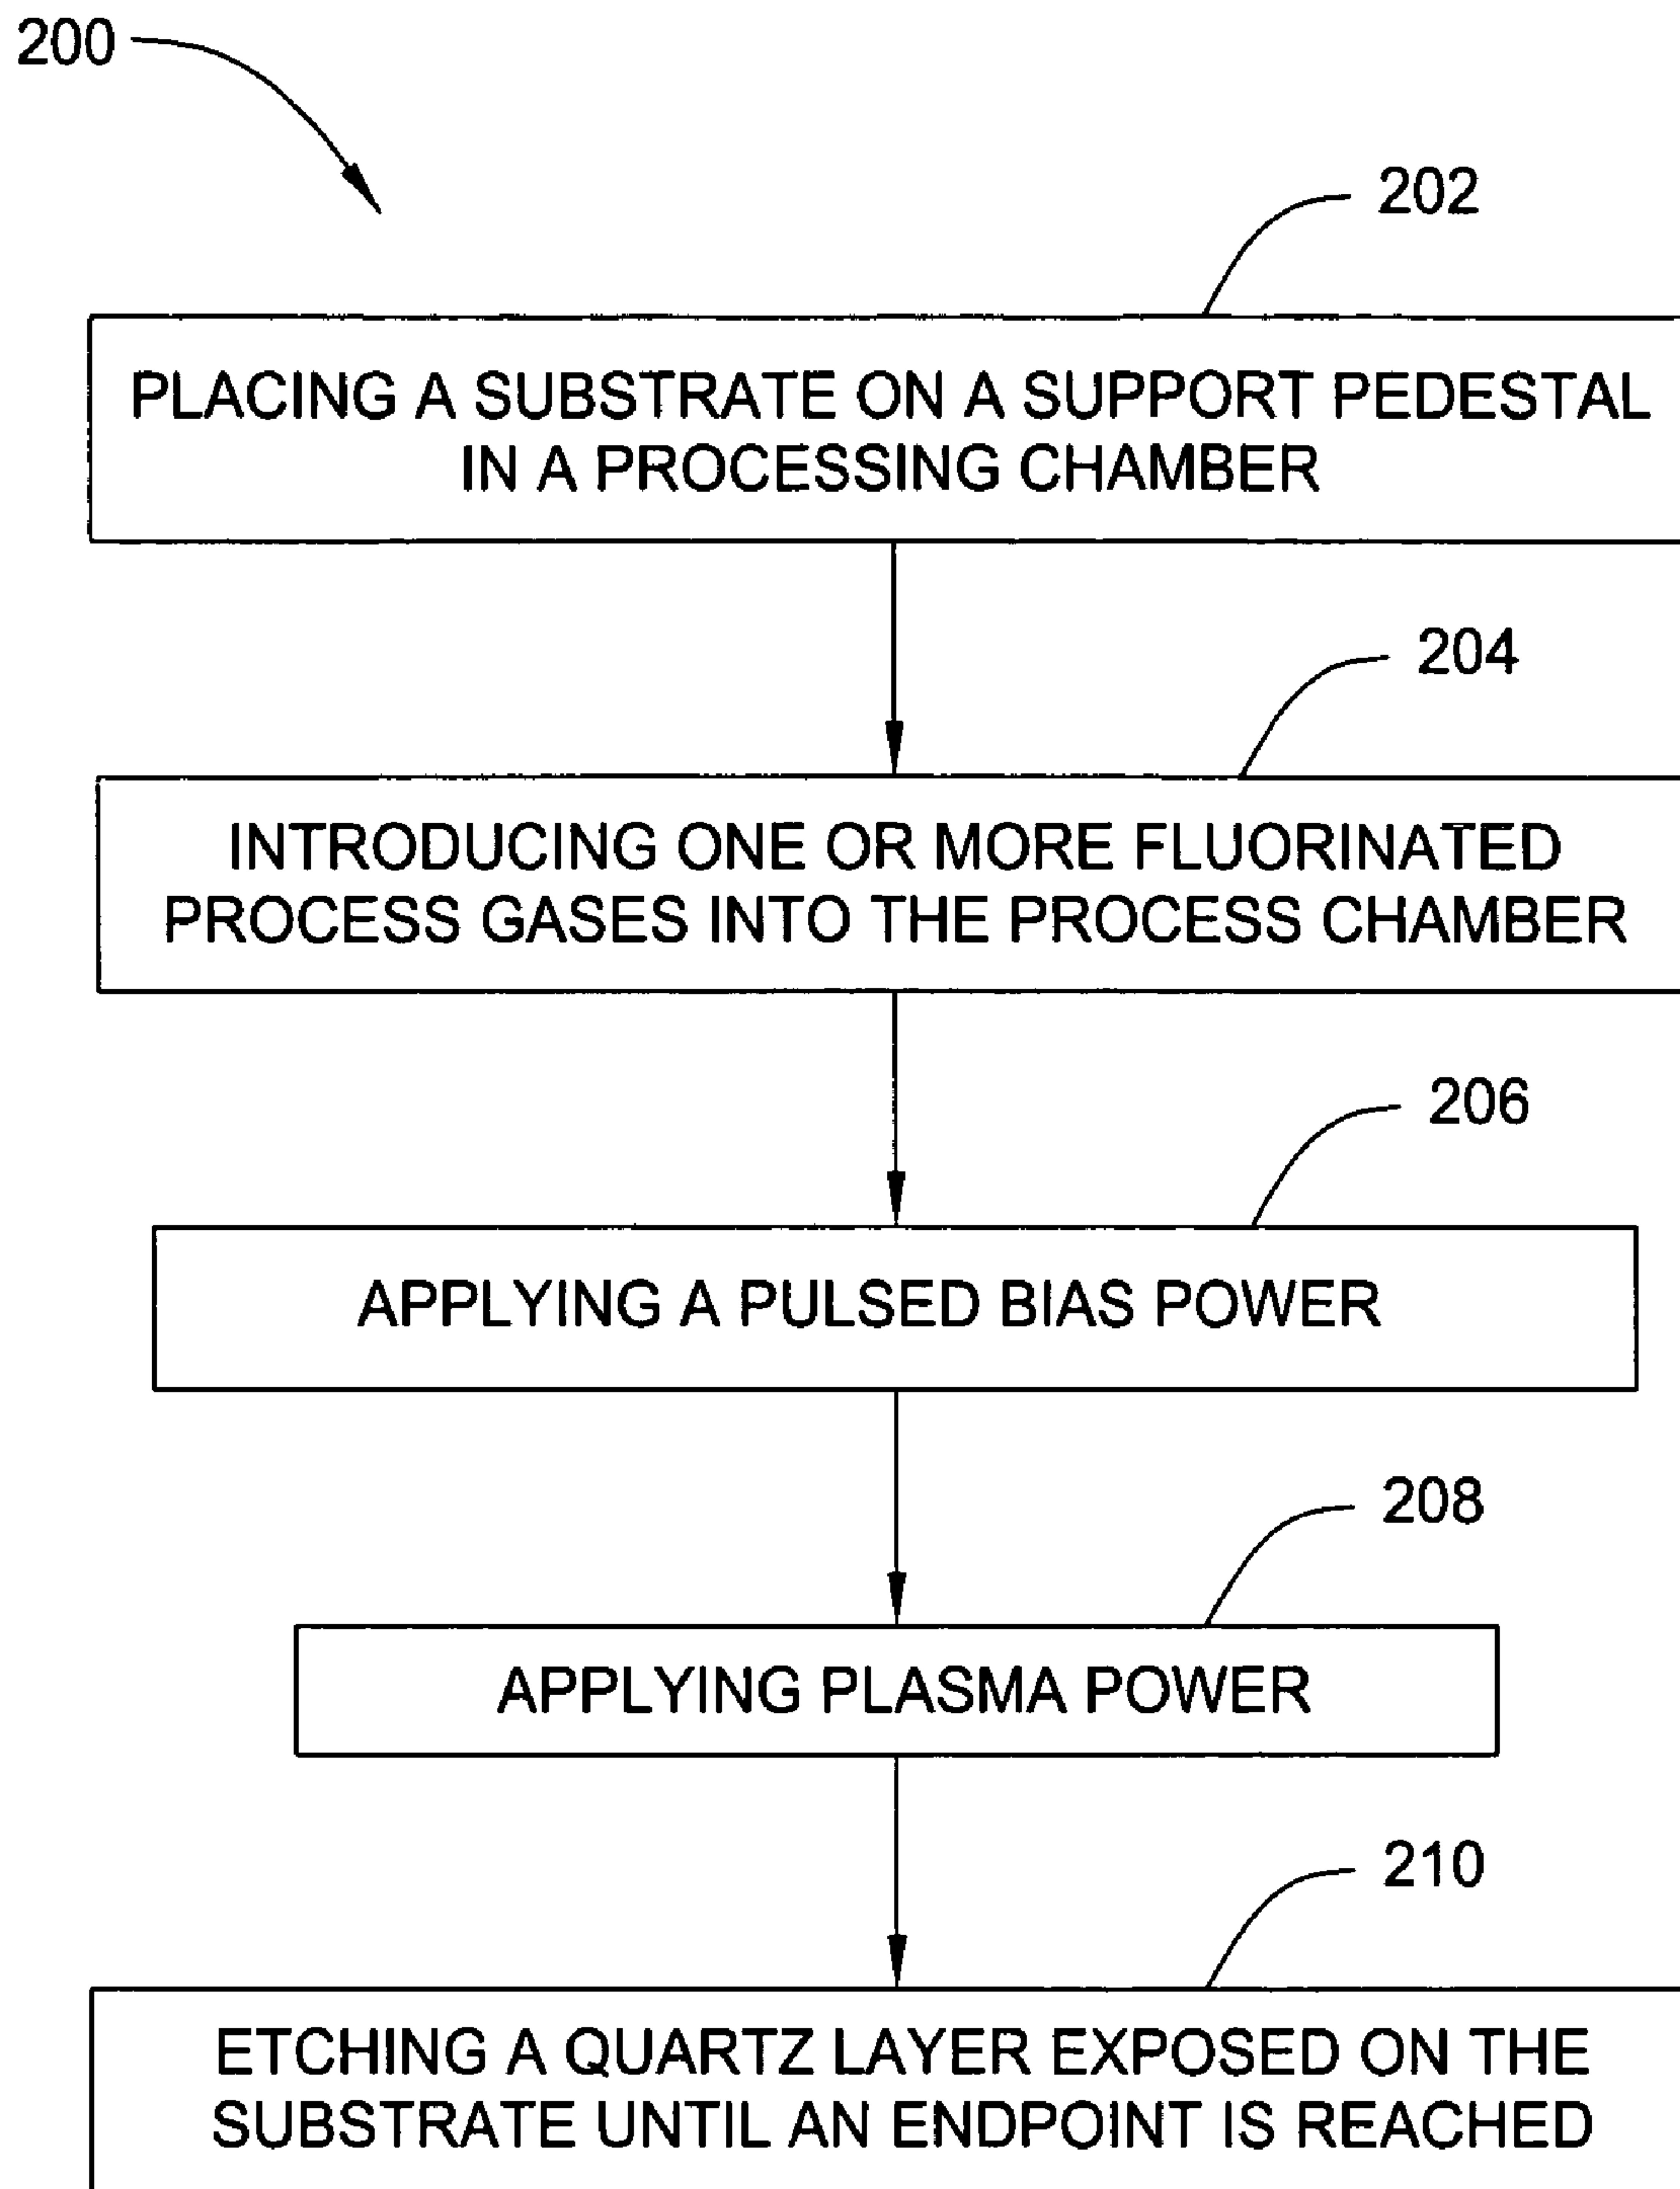 200
202
PLACING A SUBSTRATE ON A SUPPORT PEDESTAL
IN A PROCESSING CHAMBER
204
INTRODUCING ONE OR MORE FLUORINATED
PROCESS GASES INTO THE PROCESS CHAMBER
206
APPLYING A PULSED BIAS POWER
208
APPLYING PLASMA POWER
210
ETCHING A QUARTZ LAYER EXPOSED ON THE
SUBSTRATE UNTIL AN ENDPOINT IS REACHED